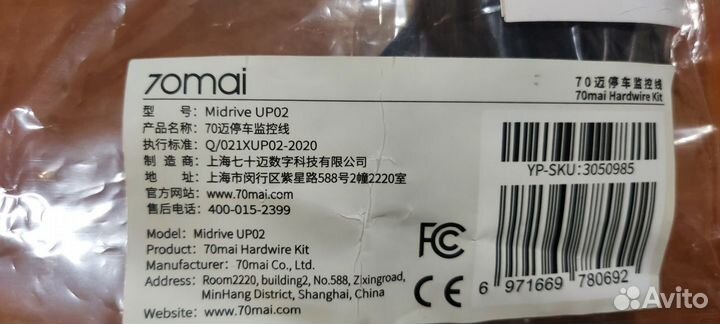 70mai
70迈停车监控线
70mai Hardwire Kit
型 号: Midrive UP02
产品名称: 70迈停车监控线
执行标准: Q/021XUP02-2020
制 造 商: 上海七十迈数字科技有限公司
地 址: 上海市闵行区紫星路588号2幢2220室
官方网站: www.70mai.com
售后电话: 400-015-2399
YP-SKU:3050985
Model: Midrive UP02
Product: 70mai Hardwire Kit
Manufacturer: 70mai Co., Ltd.
Address: Room2220, building2, No.588, Zixingroad,
MinHang District, Shanghai, China
Website: www.70mai.com
FC
CE
6 971669 780692
Avito